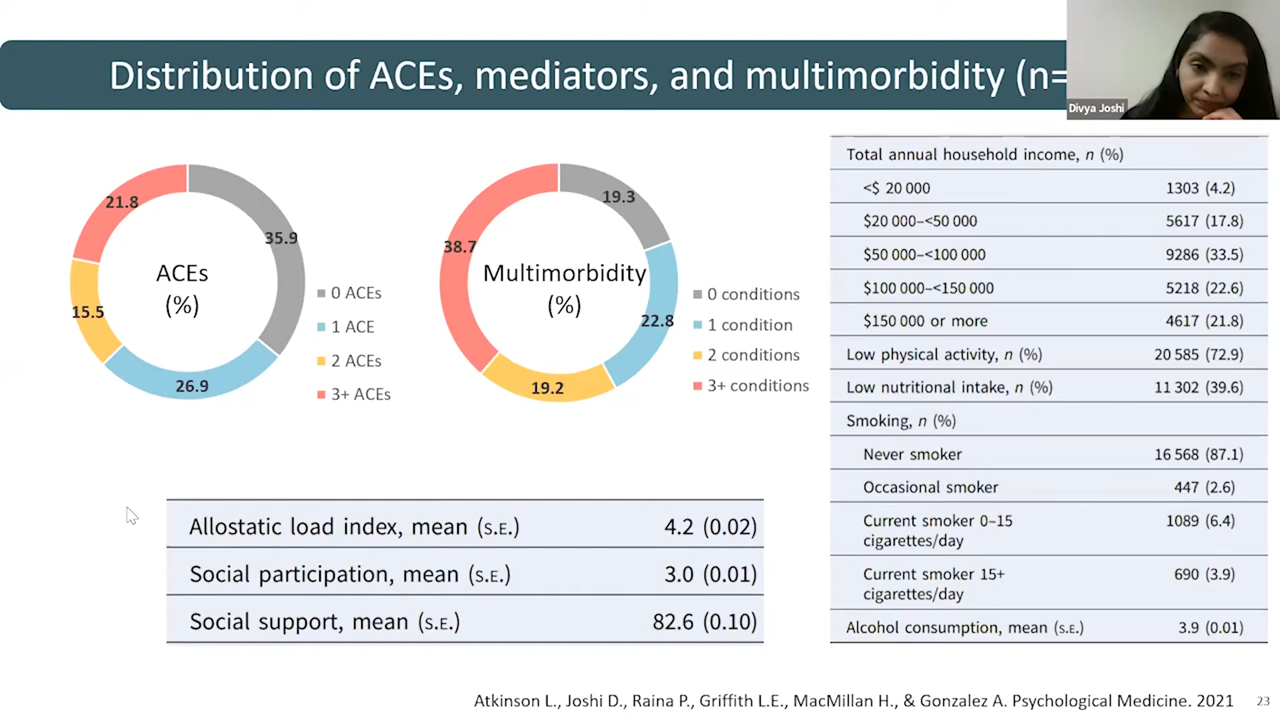 Distribution of ACEs, mediators, and multimorbidity (n=
Divya Joshi
21.8
35.9
ACEs
(%)
15.5
26.9
0 ACEs
1 ACE
2 ACEs
3+ ACEs
19.3
38.7
Multimorbidity
(%)
22.8
19.2
0 conditions
1 condition
2 conditions
3+ conditions
Allostatic load index, mean (S.E.) 4.2 (0.02)
Social participation, mean (S.E.) 3.0 (0.01)
Social support, mean (S.E.) 82.6 (0.10)
Total annual household income, n (%)
<$ 20 000 1303 (4.2)
$20 000–<50 000 5617 (17.8)
$50 000–<100 000 9286 (33.5)
$100 000–<150 000 5218 (22.6)
$150 000 or more 4617 (21.8)
Low physical activity, n (%) 20 585 (72.9)
Low nutritional intake, n (%) 11 302 (39.6)
Smoking, n (%)
Never smoker 16 568 (87.1)
Occasional smoker 447 (2.6)
Current smoker 0–15 1089 (6.4)
cigarettes/day
Current smoker 15+ 690 (3.9)
cigarettes/day
Alcohol consumption, mean (S.E.) 3.9 (0.01)
Atkinson L., Joshi D., Raina P., Griffith L.E., MacMillan H., & Gonzalez A. Psychological Medicine. 2021 23